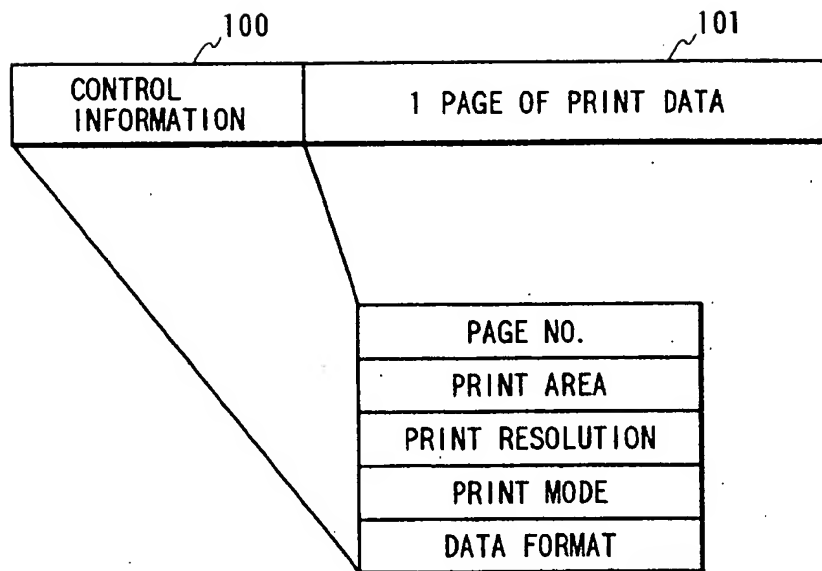 100
101
CONTROL
INFORMATION
1 PAGE OF PRINT DATA
PAGE NO.
PRINT AREA
PRINT RESOLUTION
PRINT MODE
DATA FORMAT